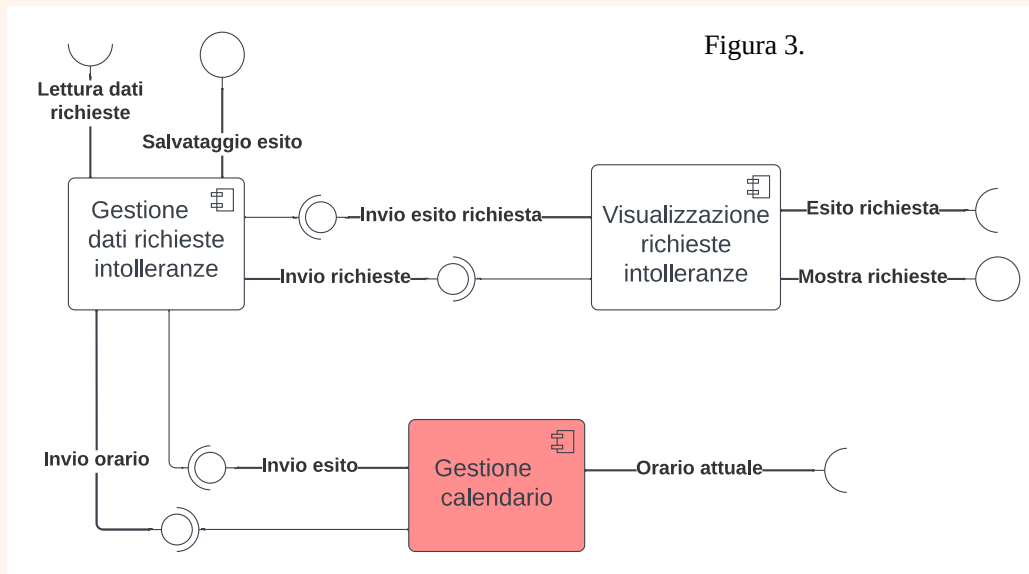 Figura 3.
Lettura dati
richieste
Salvataggio esito
Gestione
dati richieste
intolleranze
Invio esito richiesta
Invio richieste
Visualizzazione
richieste
intolleranze
Esito richiesta
Mostra richieste
Invio orario
Invio esito
Gestione
calendario
Orario attuale